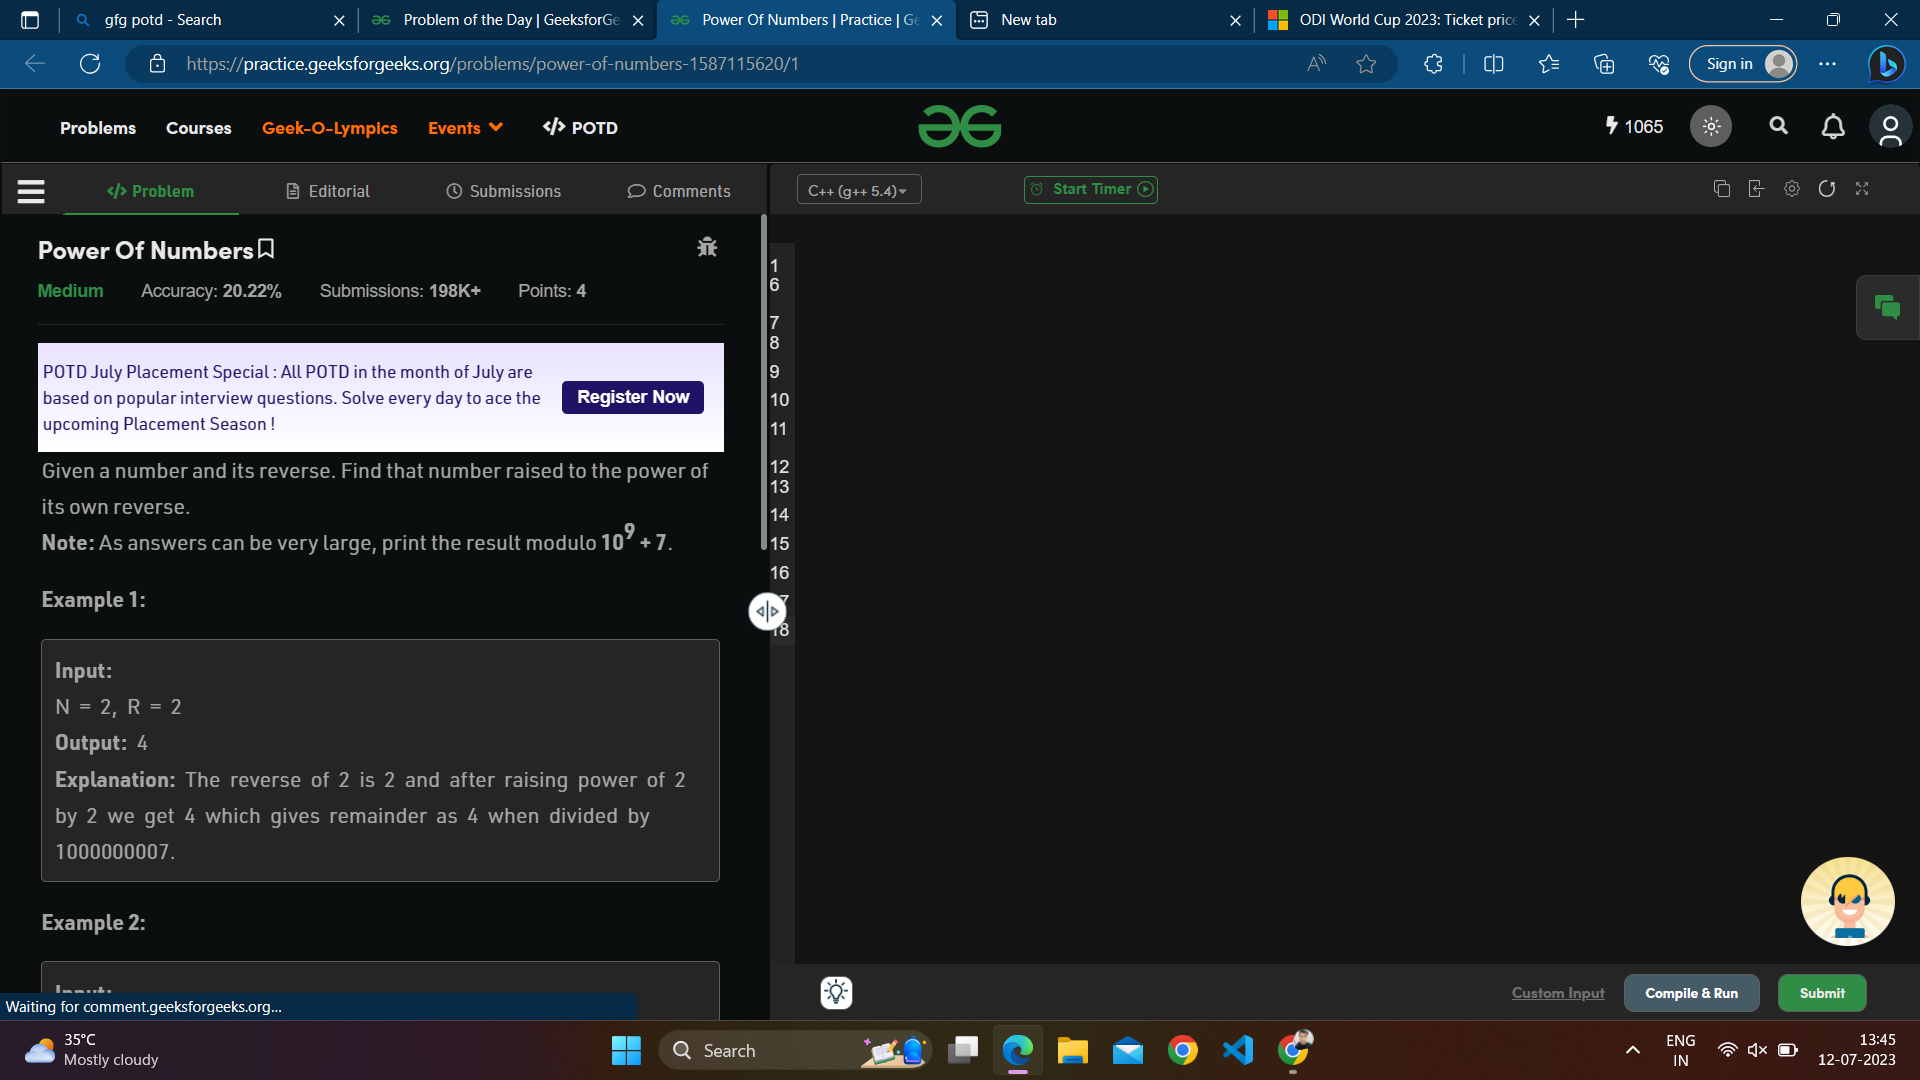 gfg potd - Search
Problem of the Day | GeeksforGe
Power Of Numbers | Practice | Ge
New tab
ODI World Cup 2023: Ticket price
https://practice.geeksforgeeks.org/problems/power-of-numbers-1587115620/1
Sign in
Problems
Courses
Geek-O-Lympics
Events
</> POTD
1065
</> Problem
Editorial
Submissions
Comments
C++ (g++ 5.4)
Start Timer
Power Of Numbers
Medium
Accuracy: 20.22%
Submissions: 198K+
Points: 4
POTD July Placement Special : All POTD in the month of July are
based on popular interview questions. Solve every day to ace the
upcoming Placement Season !
Register Now
Given a number and its reverse. Find that number raised to the power of
its own reverse.
Note: As answers can be very large, print the result modulo 10^9 + 7.
Example 1:
Input:
N = 2, R = 2
Output: 4
Explanation: The reverse of 2 is 2 and after raising power of 2
by 2 we get 4 which gives remainder as 4 when divided by
1000000007.
Example 2:
Input:
Waiting for comment.geeksforgeeks.org...
1
6
7
8
9
10
11
12
13
14
15
16
18
Custom Input
Compile & Run
Submit
35°C
Mostly cloudy
Search
ENG
IN
13:45
12-07-2023